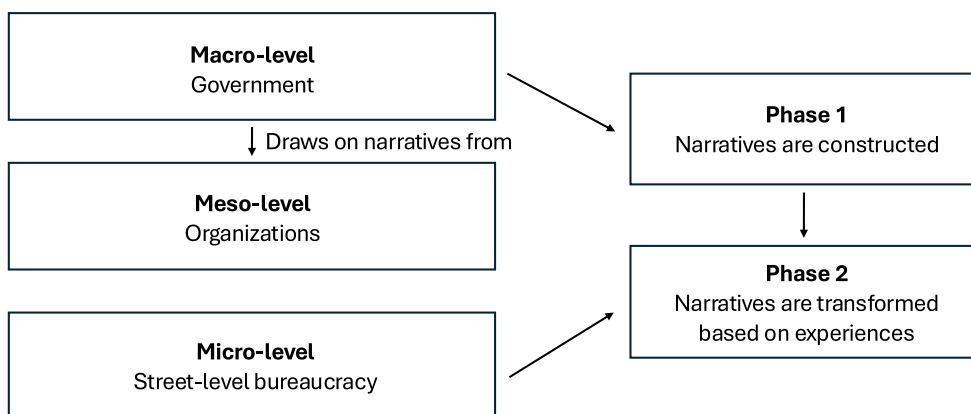 Macro-level
Government
Draws on narratives from
Meso-level
Organizations
Micro-level
Street-level bureaucracy
Phase 1
Narratives are constructed
Phase 2
Narratives are transformed
based on experiences